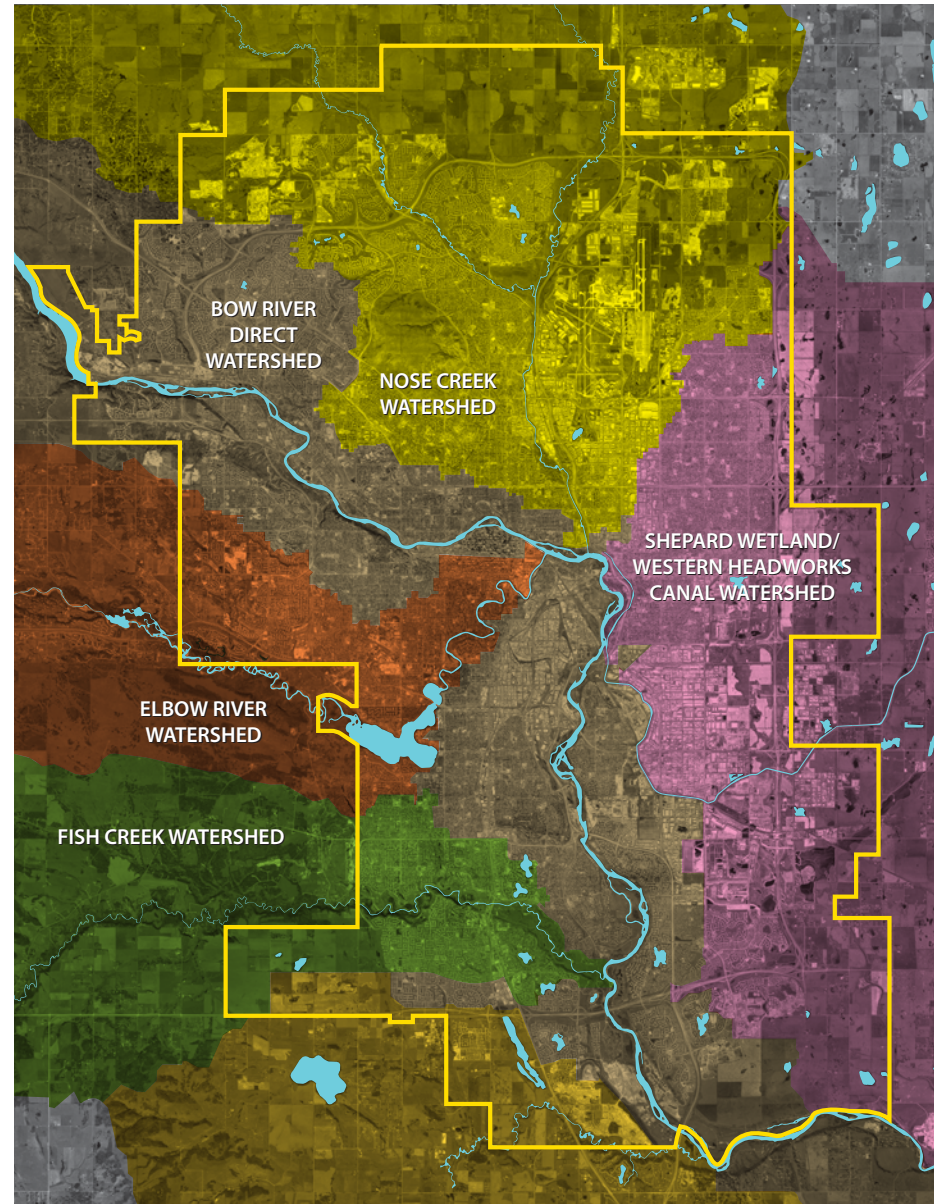 BOW RIVER
DIRECT
WATERSHED
NOSE CREEK
WATERSHED
SHEPARD WETLAND/
WESTERN HEADWORKS
CANAL WATERSHED
ELBOW RIVER
WATERSHED
FISH CREEK WATERSHED